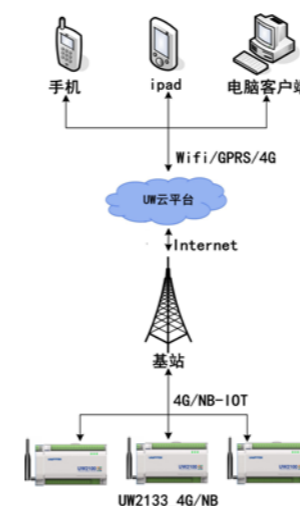 手机 ipad 电脑客户端
Wifi/GPRS/4G
UW云平台
Internet
基站
4G/NB-IOT
UW2133 4G/NB